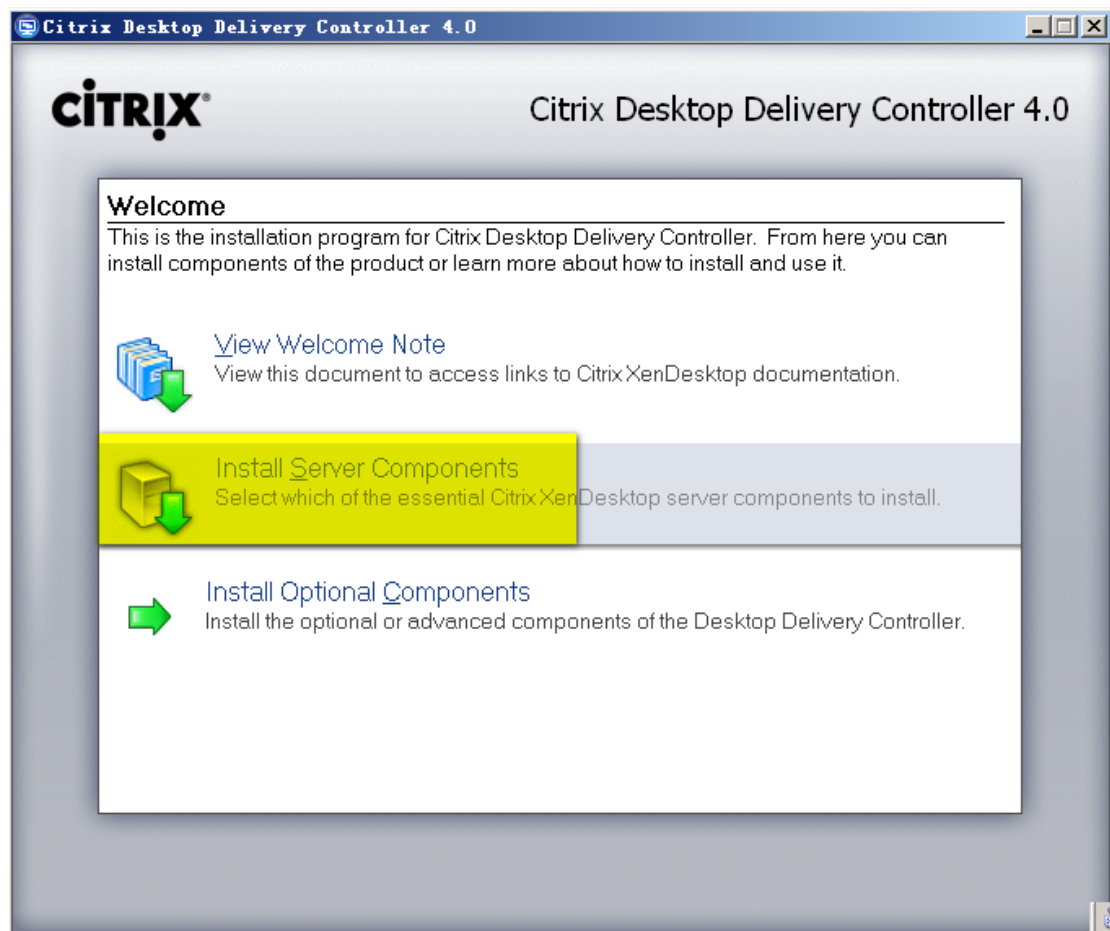 Citrix Desktop Delivery Controller 4.0
CITRIX®
Citrix Desktop Delivery Controller 4.0
Welcome
This is the installation program for Citrix Desktop Delivery Controller. From here you can
install components of the product or learn more about how to install and use it.
View Welcome Note
View this document to access links to Citrix XenDesktop documentation.
Install Server Components
Select which of the essential Citrix XenDesktop server components to install.
Install Optional Components
Install the optional or advanced components of the Desktop Delivery Controller.